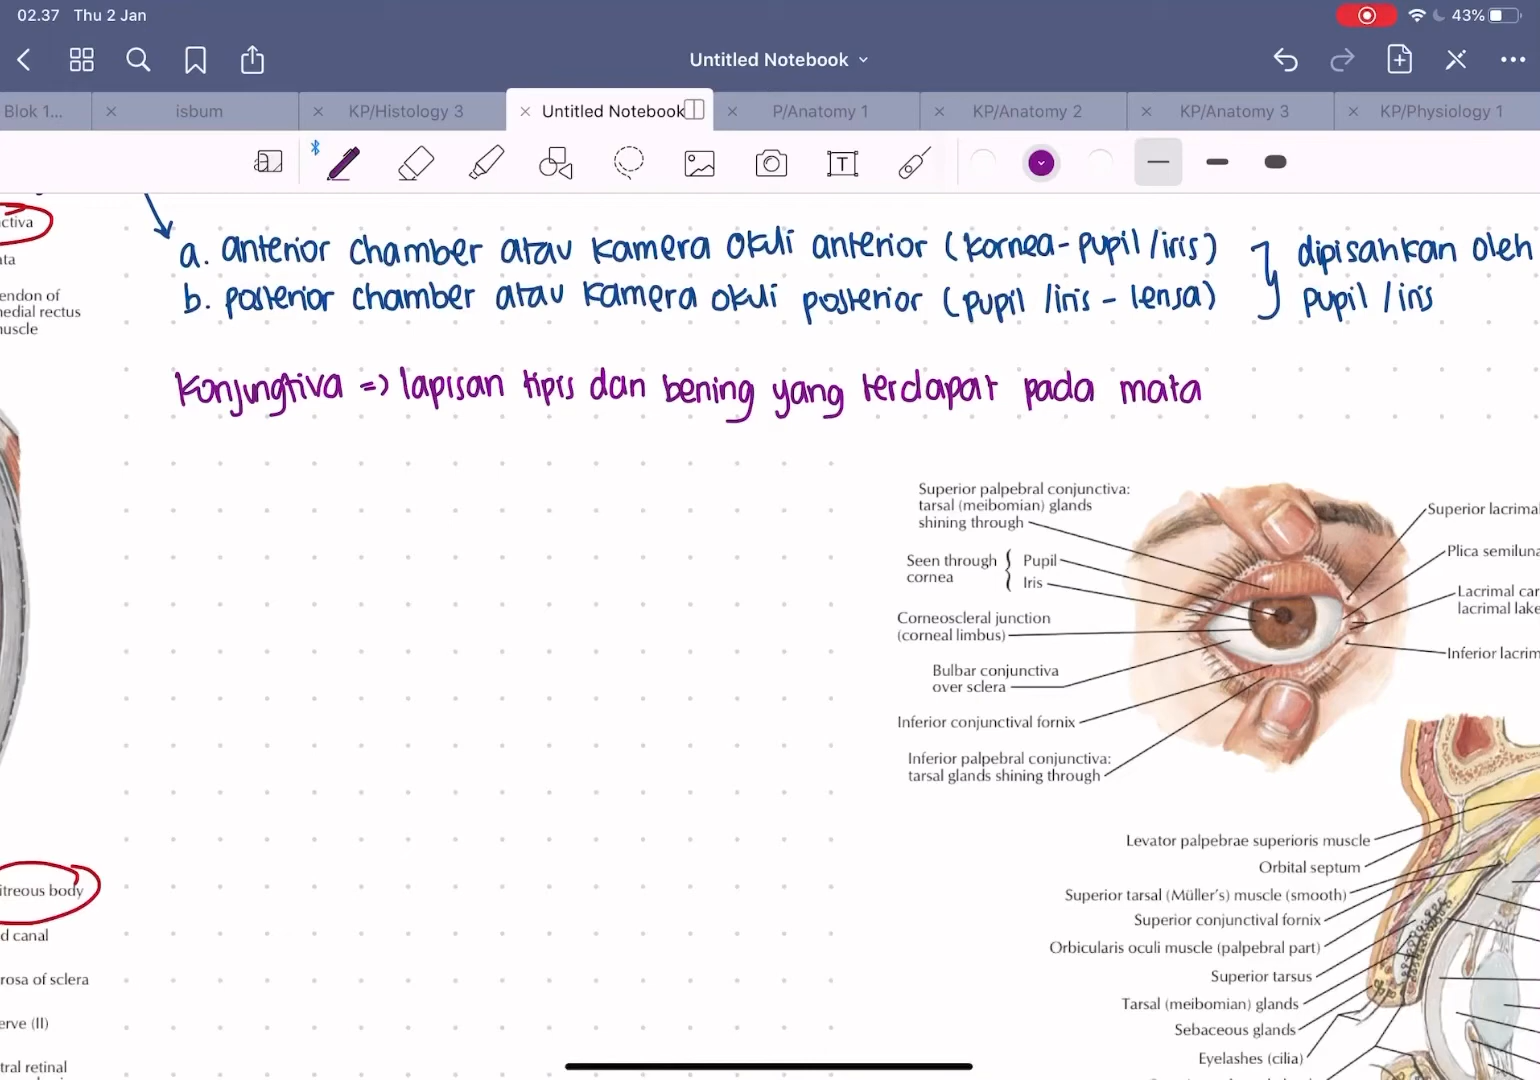 02.37 Thu 2 Jan
43%
Untitled Notebook
Blok 1...
isbum
KP/Histology 3
Untitled Notebook
P/Anatomy 1
KP/Anatomy 2
KP/Anatomy 3
KP/Physiology 1
a. anterior chamber atau kamera okuli anterior (kornea-pupil/iris)
b. posterior chamber atau kamera okuli posterior (pupil/iris - lensa)
dipisahkan oleh
pupil/iris
Konjungtiva => lapisan tipis dan bening yang terdapat pada mata
ctiva
ata
endon of
nedial rectus
nuscle
itreous body
d canal
rosa of sclera
erve (II)
tral retinal
Superior palpebral conjunctiva:
tarsal (meibomian) glands
shining through
Seen through
cornea
Pupil
Iris
Corneoscleral junction
(corneal limbus)
Bulbar conjunctiva
over sclera
Inferior conjunctival fornix
Inferior palpebral conjunctiva:
tarsal glands shining through
Superior lacrimal
Plica semiluna
Lacrimal car
lacrimal lake
Inferior lacrim
Levator palpebrae superioris muscle
Orbital septum
Superior tarsal (Müller's) muscle (smooth)
Superior conjunctival fornix
Orbicularis oculi muscle (palpebral part)
Superior tarsus
Tarsal (meibomian) glands
Sebaceous glands
Eyelashes (cilia)